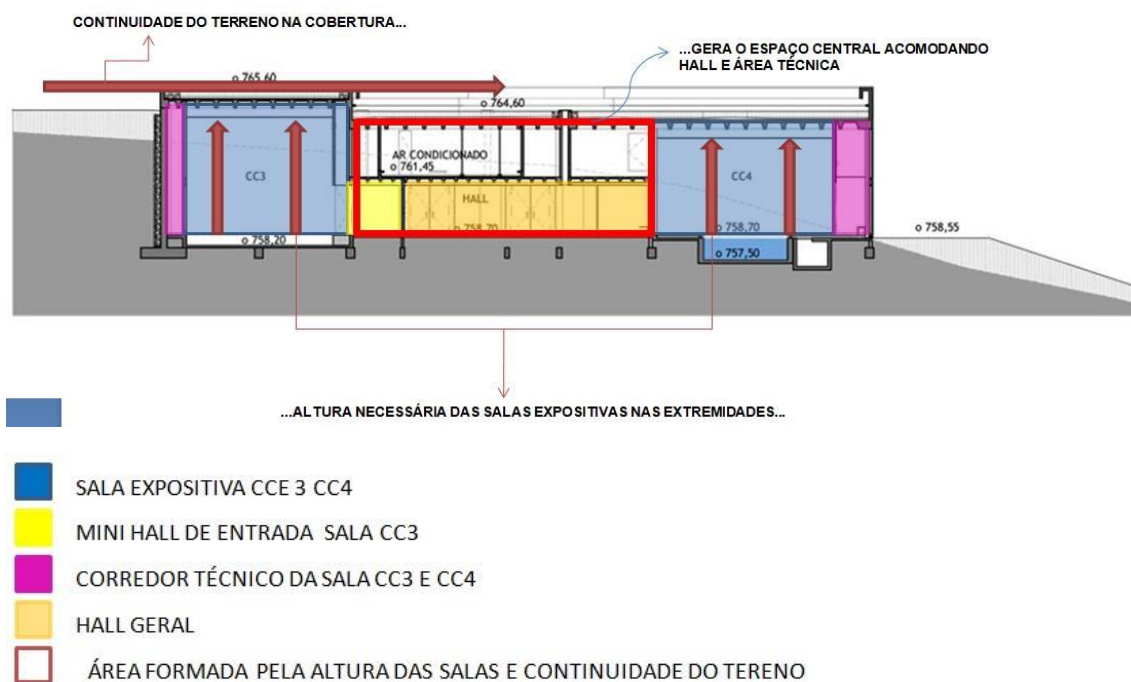 CONTINUIDADE DO TERRENO NA COBERTURA...
...GERA O ESPAÇO CENTRAL ACOMODANDO
HALL E ÁREA TÉCNICA
765,60
764,60
AR CONDICIONADO
761,45
CC3
CC4
HALL
758,70
758,70
758,55
758,20
757,50
...ALTURA NECESSÁRIA DAS SALAS EXPOSITIVAS NAS EXTREMIDADES...
SALA EXPOSITIVA CCE 3 CC4
MINI HALL DE ENTRADA SALA CC3
CORREDOR TÉCNICO DA SALA CC3 E CC4
HALL GERAL
ÁREA FORMADA PELA ALTURA DAS SALAS E CONTINUIDADE DO TERENO